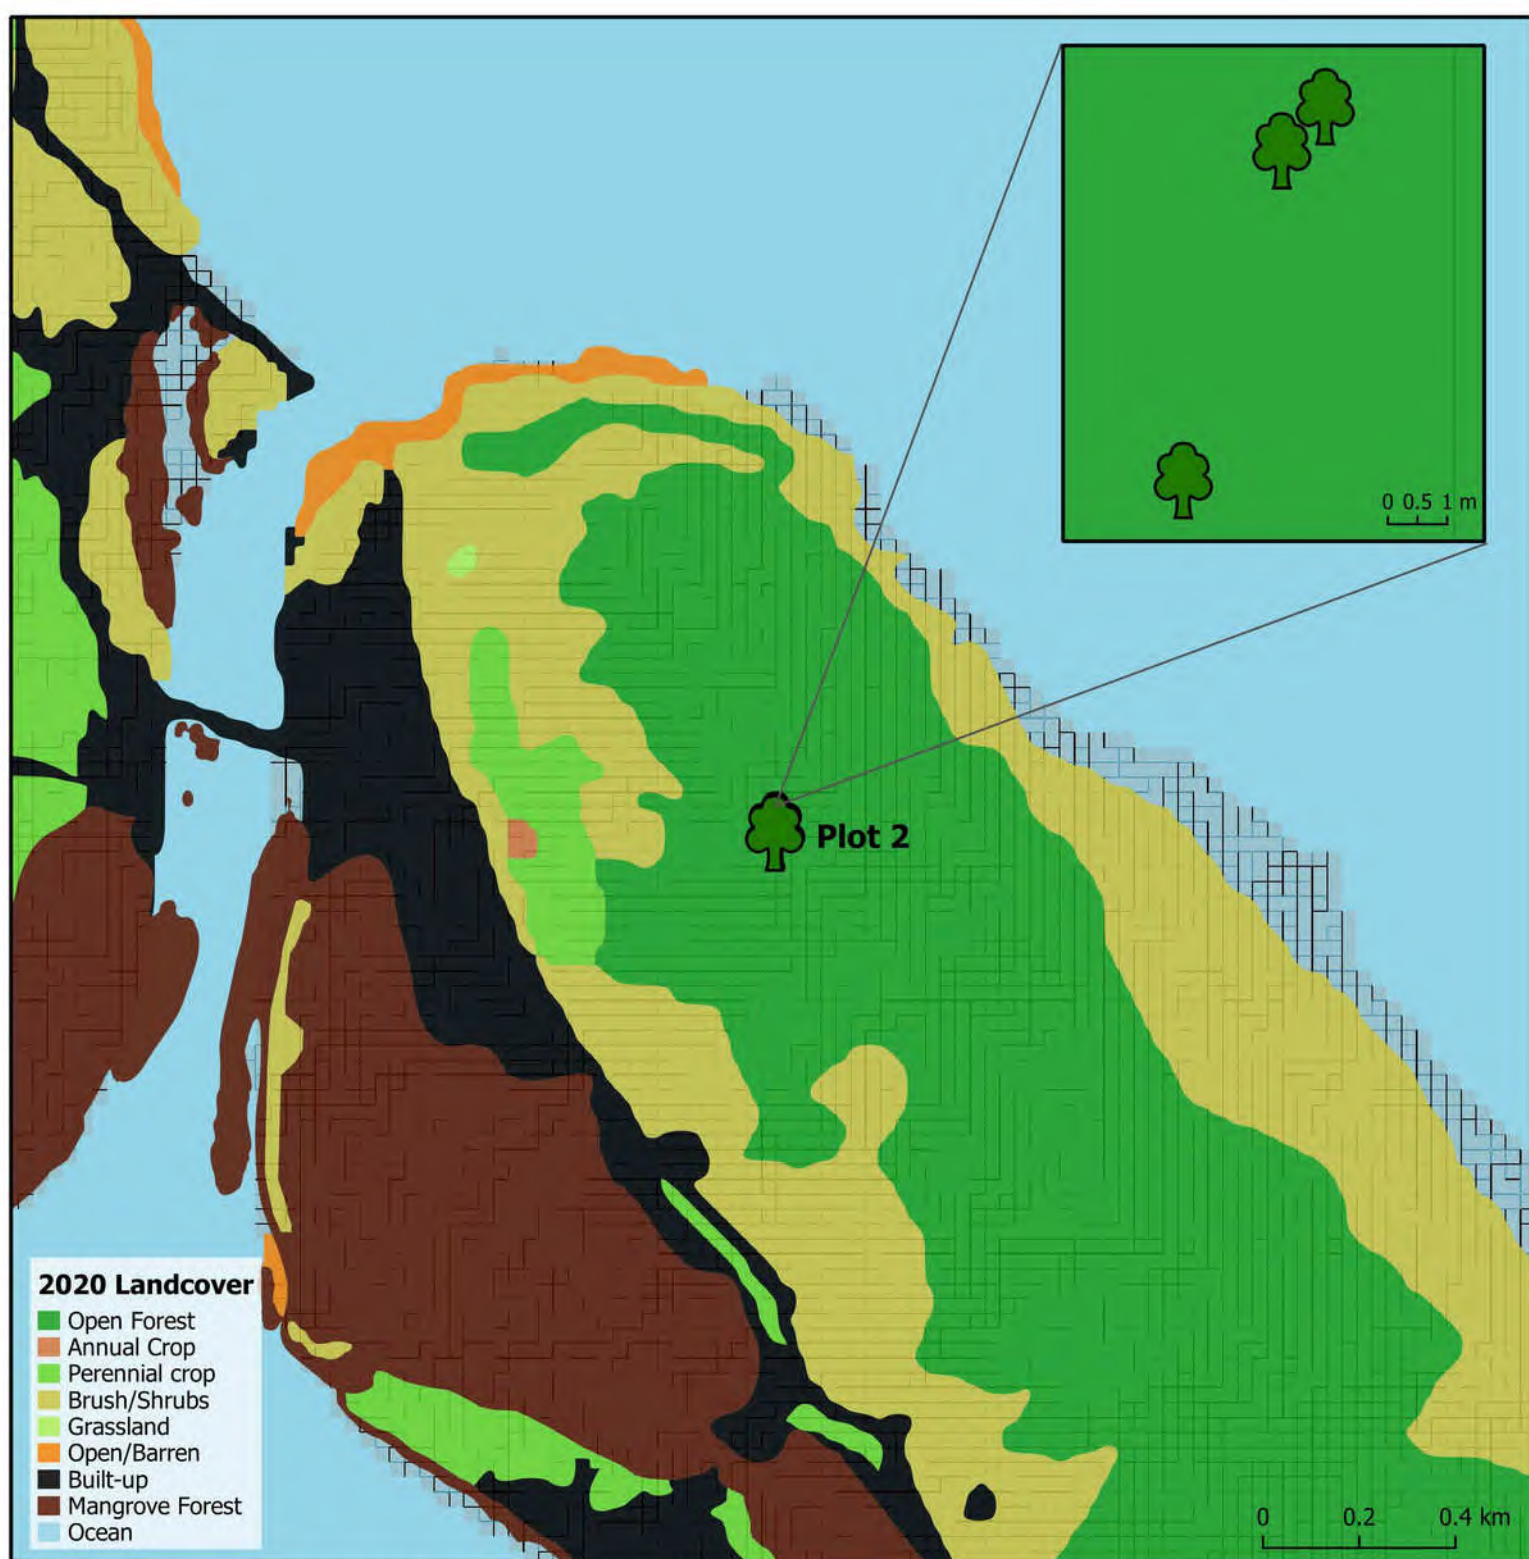 0 0.5 1 m
Plot 2
2020 Landcover
Open Forest
Annual Crop
Perennial crop
Brush/Shrubs
Grassland
Open/Barren
Built-up
Mangrove Forest
Ocean
0 0.2 0.4 km